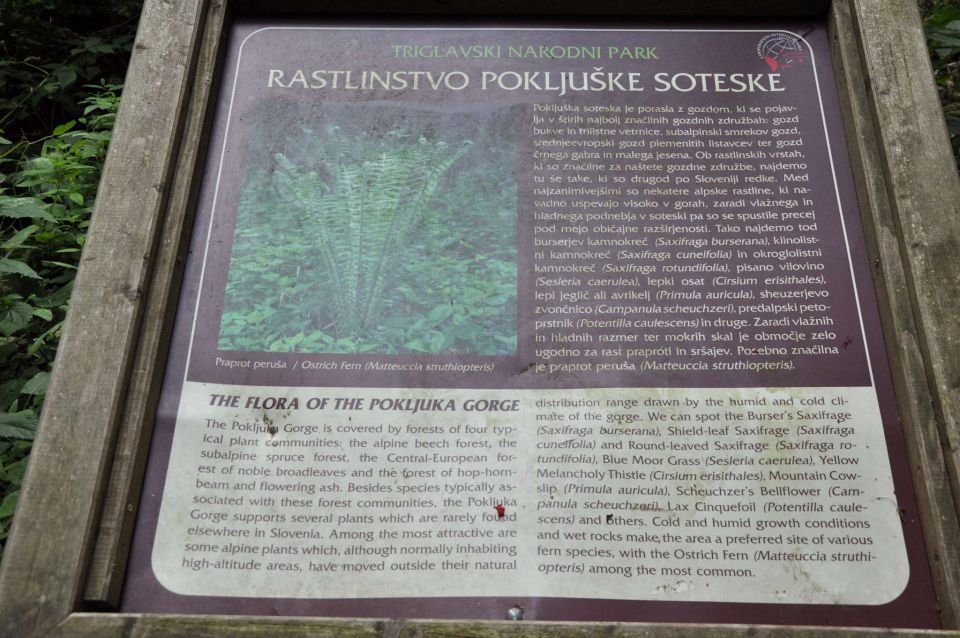 TRIGLAVSKI NARODNI PARK
RASTLINSTVO POKLJUŠKE SOTESKE
Pokljuška soteska je porasla z gozdom, ki se pojav-
lja v štirih najbolj značilnih gozdnih združbah: gozd
bukve in trilistne vetrnice, subalpinski smrekov gozd,
srednjeevropski gozd plemenitih listavcev ter gozd
črnega gabra in malega jesena. Ob rastlinskih vrstah,
ki so značilne za naštete gozdne združbe, najdemo
tu še take, ki so drugod po Sloveniji redke. Med
najzanimivejšimi so nekatere alpske rastline, ki na-
vadno uspevajo visoko v gorah, zaradi vlažnega in
hladnega podnebja v soteski pa so se spustile precej
pod mejo običajne razširjenosti. Tako najdemo tod
burserjev kamnokreč (Saxifraga burserana), klinolist-
ni kamnokreč (Saxifraga cuneifolia) in okroglolistni
kamnokreč (Saxifraga rotundifolia), pisano vilovino
(Sesleria caerulea), lepki osat (Cirsium erisithales),
lepi jeglič ali avrikelj (Primula auricula), sheuzerjevo
zvončnico (Campanula scheuchzeri), predalpski peto-
prstnik (Potentilla caulescens) in druge. Zaradi vlažnih
in hladnih razmer ter mokrih skal je območje zelo
ugodno za rast praproti in sršajev. Posebno značilna
je praprot peruša (Matteuccia struthiopteris).
Praprot peruša / Ostrich Fern (Matteuccia struthiopteris)
THE FLORA OF THE POKLJUKA GORGE
The Pokljuka Gorge is covered by forests of four typ-
ical plant communities: the alpine beech forest, the
subalpine spruce forest, the Central-European for-
est of noble broadleaves and the forest of hop-horn-
beam and flowering ash. Besides species typically as-
sociated with these forest communities, the Pokljuka
Gorge supports several plants which are rarely found
elsewhere in Slovenia. Among the most attractive are
some alpine plants which, although normally inhabiting
high-altitude areas, have moved outside their natural
distribution range drawn by the humid and cold cli-
mate of the gorge. We can spot the Burser's Saxifrage
(Saxifraga burserana), Shield-leaf Saxifrage (Saxifraga
cuneifolia) and Round-leaved Saxifrage (Saxifraga ro-
tundifolia), Blue Moor Grass (Sesleria caerulea), Yellow
Melancholy Thistle (Cirsium erisithales), Mountain Cow-
slip (Primula auricula), Scheuchzer's Bellflower (Cam-
panula scheuchzeri), Lax Cinquefoil (Potentilla caule-
scens) and others. Cold and humid growth conditions
and wet rocks make the area a preferred site of various
fern species, with the Ostrich Fern (Matteuccia struthi-
opteris) among the most common.